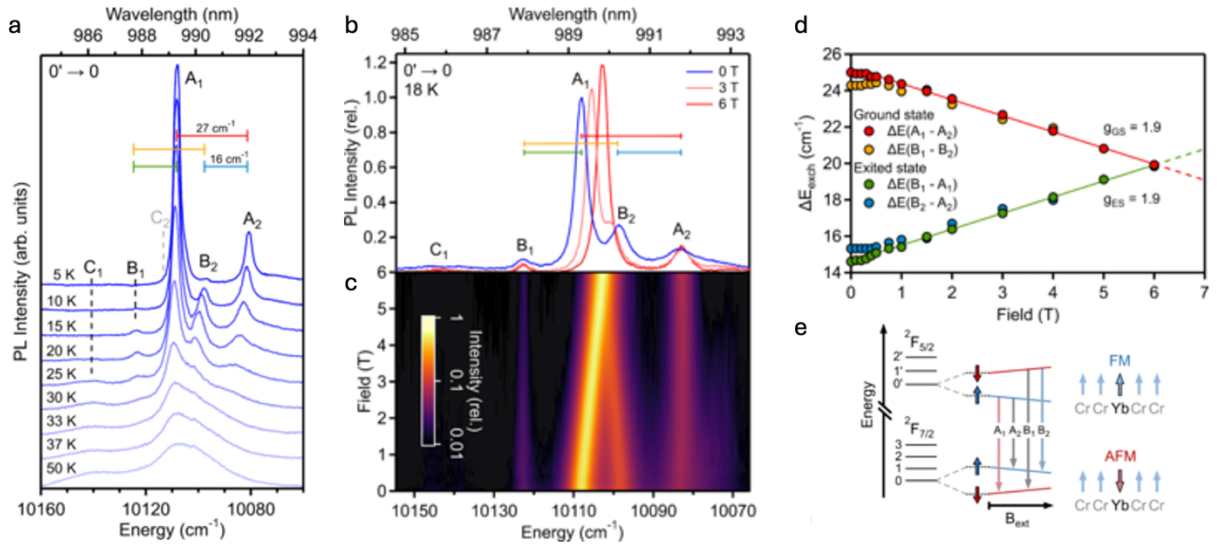 a
Wavelength (nm)
986 988 990 992 994
0' → 0
A₁
27 cm⁻¹
16 cm⁻¹
C₂
A₂
C₁
B₁
B₂
5 K
10 K
15 K
20 K
25 K
30 K
33 K
37 K
50 K
PL Intensity (arb. units)
10160 10140 10120 10100 10080
Energy (cm⁻¹)
b
Wavelength (nm)
985 987 989 991 993
0' → 0
18 K
A₁
0 T
3 T
6 T
1.2
1.0
0.8
0.6
0.4
0.2
PL Intensity (rel.)
C₁
B₁
B₂
A₂
c
6
5
4
3
2
1
0
Field (T)
1
0.1
0.01
Intensity (rel.)
10155 10145 10123 10106 10092 10066
Energy (cm⁻¹)
d
26
24
22
20
18
16
14
ΔEexch (cm⁻¹)
Ground state
ΔE(A₁ - A₂)
ΔE(B₁ - B₂)
Exited state
ΔE(B₁ - A₁)
ΔE(B₂ - A₂)
gGS = 1.9
gES = 1.9
0 1 2 3 4 5 6 7
Field (T)
e
Energy
²F5/2
2'
1'
0'
²F7/2
3
2
1
0
A₁ A₂ B₁ B₂
Bext
FM
Cr Cr Yb Cr Cr
AFM
Cr Cr Yb Cr Cr